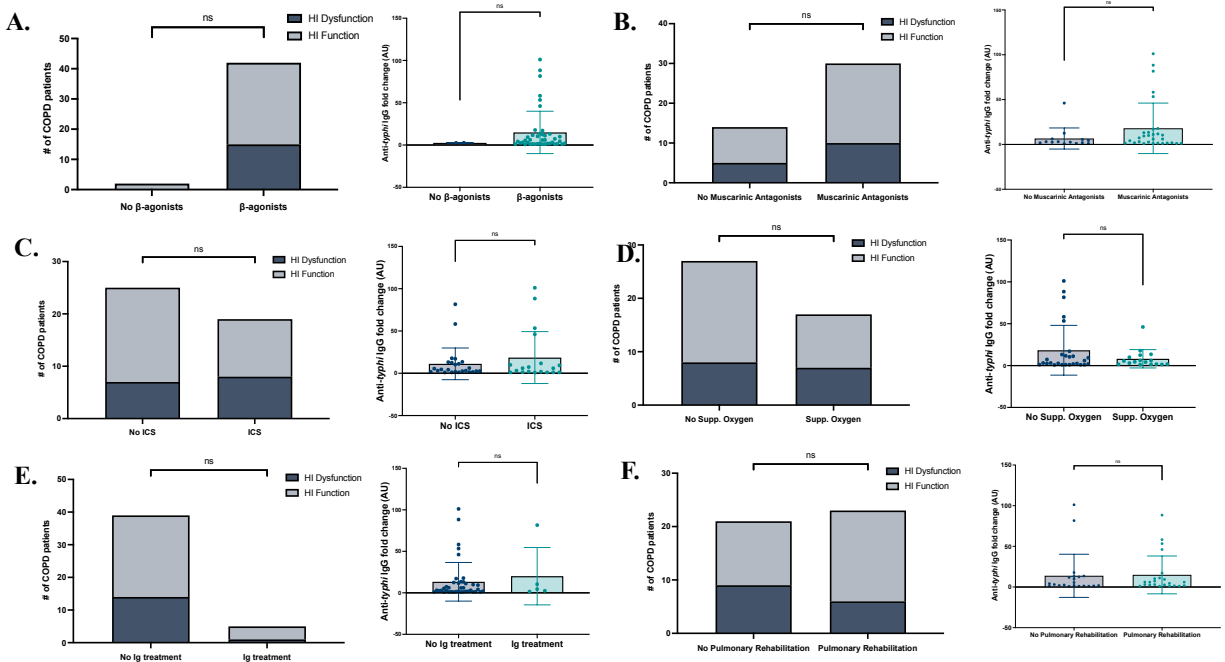 A.
ns
HI Dysfunction
HI Function
# of COPD patients
50
40
30
20
10
0
No β-agonists
β-agonists
ns
Anti-typhi IgG fold change (AU)
150
100
50
0
-50
No β-agonists
β-agonists
B.
ns
HI Dysfunction
HI Function
# of COPD patients
40
30
20
10
0
No Muscarinic Antagonists
Muscarinic Antagonists
ns
Anti-typhi IgG fold change (AU)
150
100
50
0
-50
No Muscarinic Antagonists
Muscarinic Antagonists
C.
ns
HI Dysfunction
HI Function
# of COPD patients
30
20
10
0
No ICS
ICS
ns
Anti-typhi IgG fold change (AU)
150
100
50
0
-50
No ICS
ICS
D.
ns
HI Dysfunction
HI Function
# of COPD patients
30
20
10
0
No Supp. Oxygen
Supp. Oxygen
ns
Anti-typhi IgG fold change (AU)
150
100
50
0
-50
No Supp. Oxygen
Supp. Oxygen
E.
ns
HI Dysfunction
HI Function
# of COPD patients
50
40
30
20
10
0
No Ig treatment
Ig treatment
ns
Anti-typhi IgG fold change (AU)
150
100
50
0
-50
No Ig treatment
Ig treatment
F.
ns
HI Dysfunction
HI Function
# of COPD patients
30
20
10
0
No Pulmonary Rehabilitation
Pulmonary Rehabilitation
ns
Anti-typhi IgG fold change (AU)
150
100
50
0
-50
No Pulmonary Rehabilitation
Pulmonary Rehabilitation